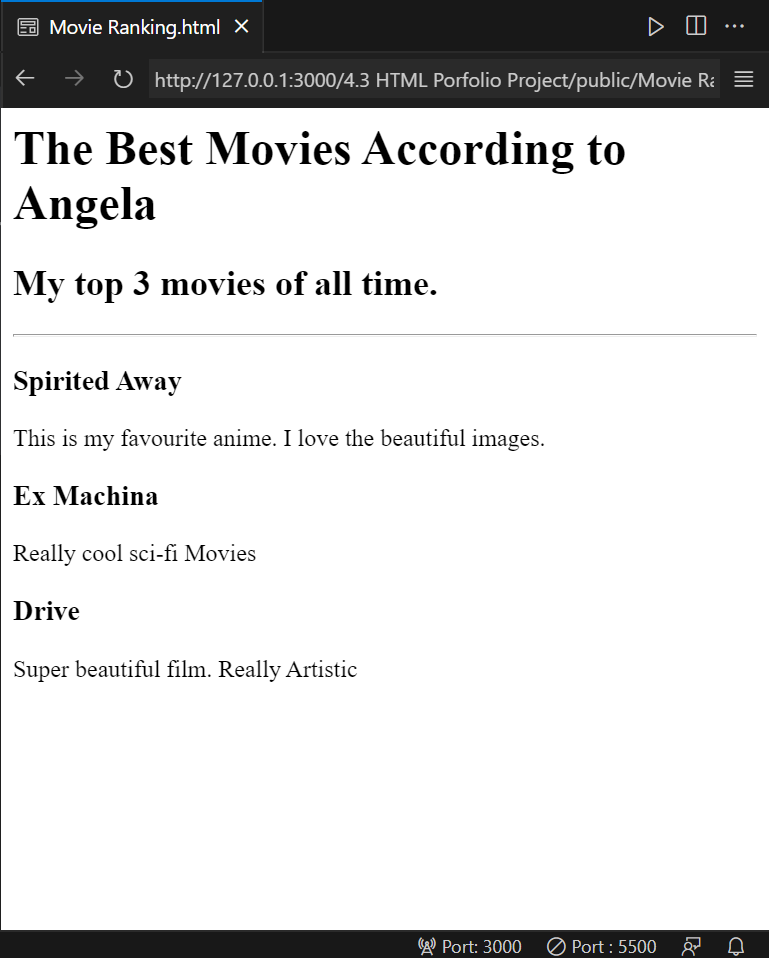 Movie Ranking.html
http://127.0.0.1:3000/4.3 HTML Porfolio Project/public/Movie Ra
The Best Movies According to
Angela
My top 3 movies of all time.
Spirited Away
This is my favourite anime. I love the beautiful images.
Ex Machina
Really cool sci-fi Movies
Drive
Super beautiful film. Really Artistic
Port: 3000 Port : 5500